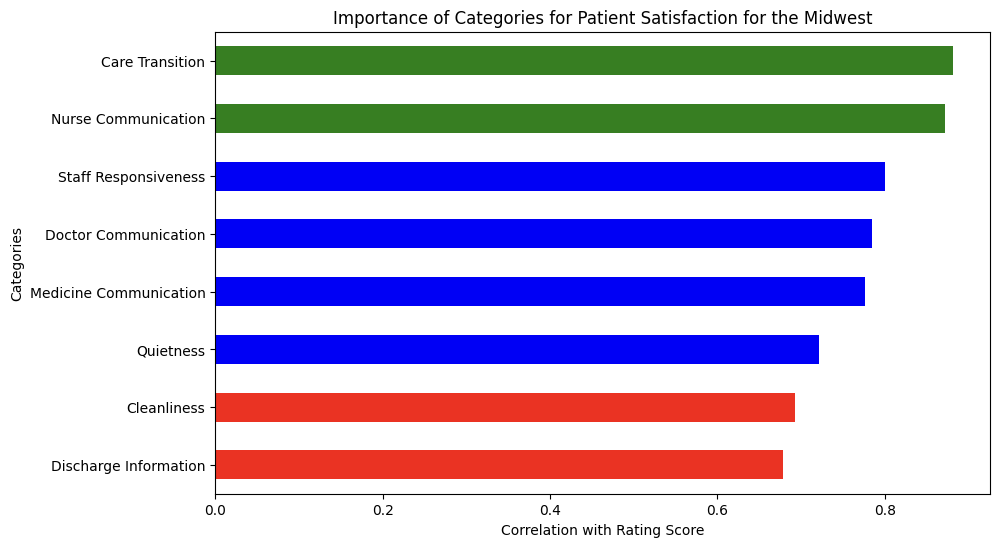 Importance of Categories for Patient Satisfaction for the Midwest
Categories
Care Transition
Nurse Communication
Staff Responsiveness
Doctor Communication
Medicine Communication
Quietness
Cleanliness
Discharge Information
0.0 0.2 0.4 0.6 0.8
Correlation with Rating Score